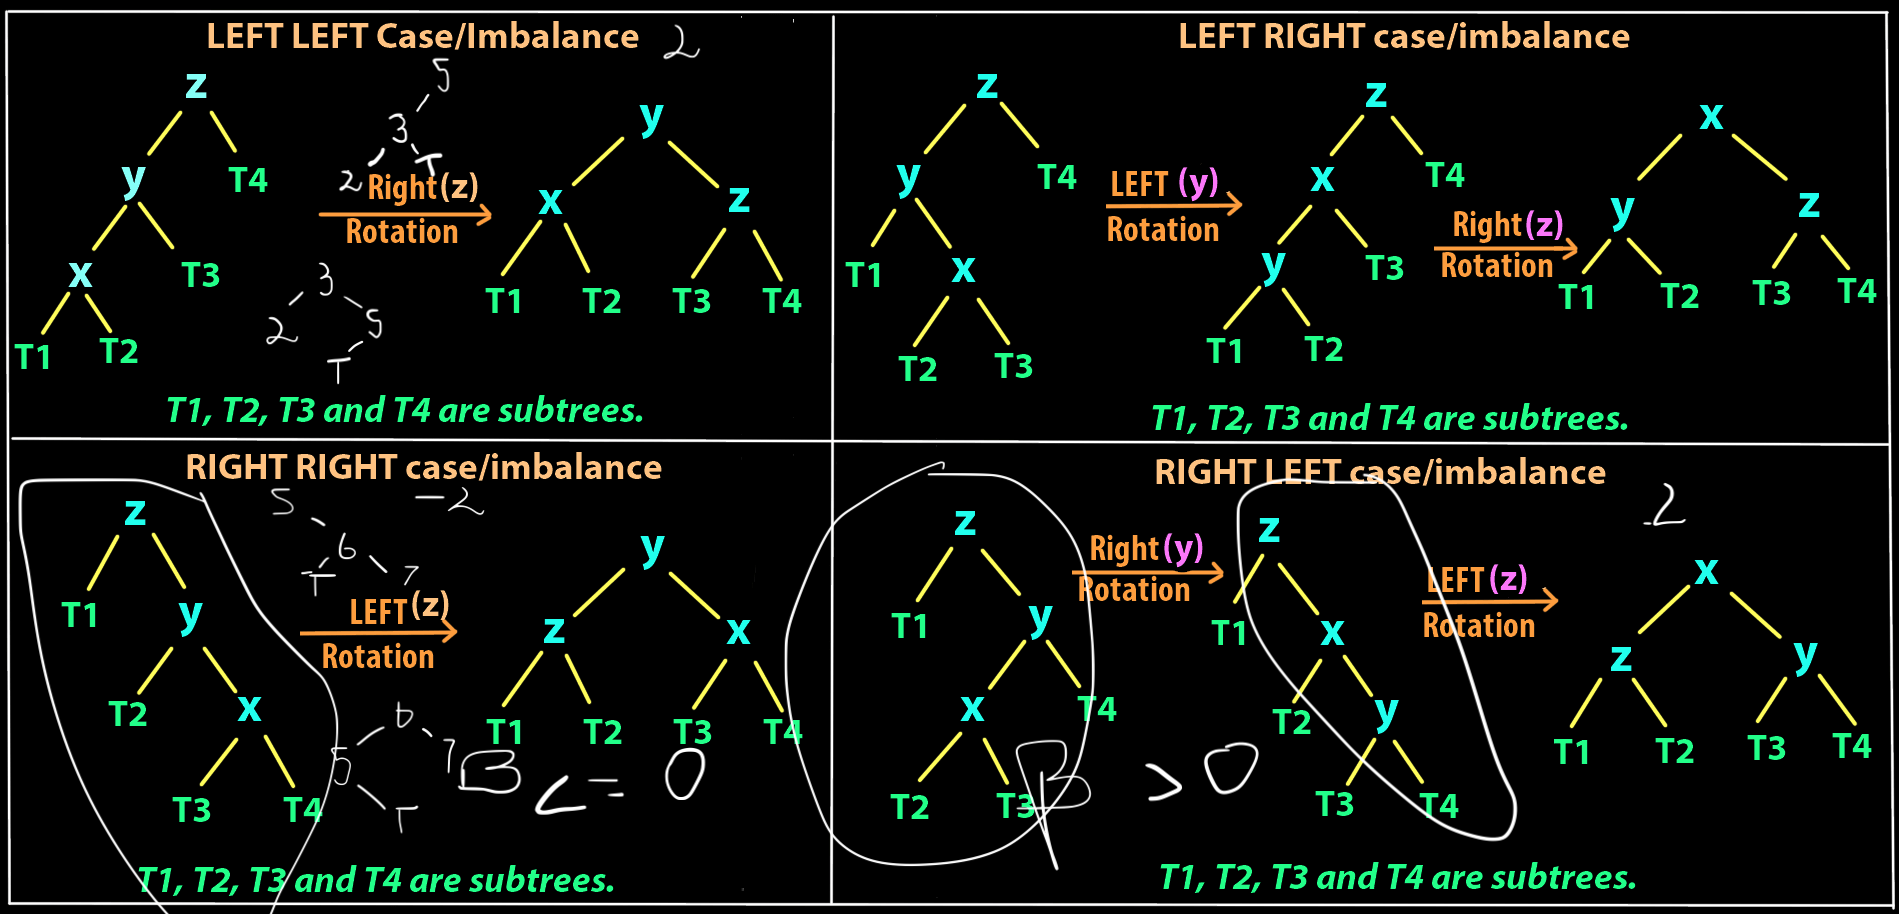 LEFT LEFT Case/Imbalance 2
z
5
y
T4
3
2 T
Right(z)
Rotation
x
T3
T1 T2
3
2 5
T
y
x z
T1 T2 T3 T4
T1, T2, T3 and T4 are subtrees.
LEFT RIGHT case/imbalance
z
y T4
T1 x
T2 T3
LEFT (y)
Rotation
z
x T4
y T3
T1 T2
Right(z)
Rotation
x
y z
T1 T2 T3 T4
T1, T2, T3 and T4 are subtrees.
RIGHT RIGHT case/imbalance
5 -2
6
T 7
z
T1 y
T2 x
T3 T4
LEFT(z)
Rotation
6
5 7
T
y
z x
T1 T2 T3 T4
B <= 0
T1, T2, T3 and T4 are subtrees.
RIGHT LEFT case/imbalance
-2
z
T1 y
x T4
T2 T3
Right(y)
Rotation
z
T1 x
T2 y
T3 T4
LEFT(z)
Rotation
x
z y
T1 T2 T3 T4
B > 0
T1, T2, T3 and T4 are subtrees.